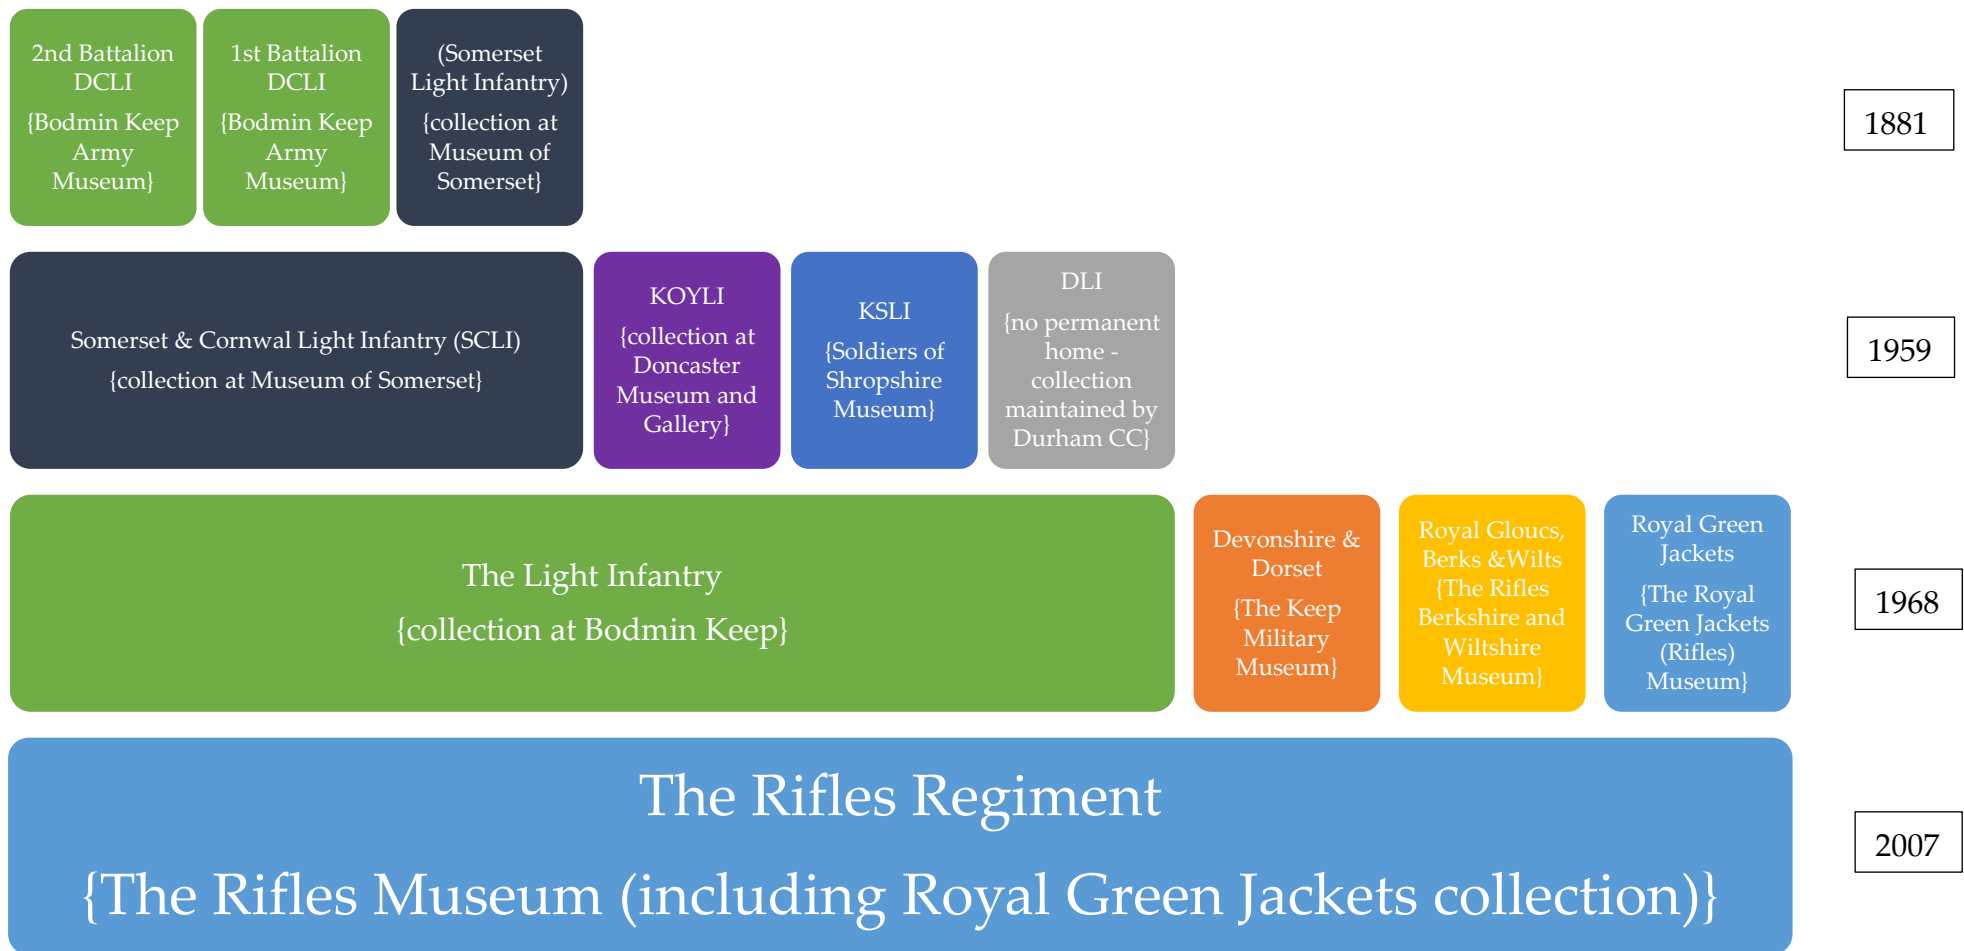 2nd Battalion
DCLI
{Bodmin Keep
Army
Museum}
1st Battalion
DCLI
{Bodmin Keep
Army
Museum}
(Somerset
Light Infantry)
{collection at
Museum of
Somerset}
1881
Somerset & Cornwal Light Infantry (SCLI)
{collection at Museum of Somerset}
KOYLI
{collection at
Doncaster
Museum and
Gallery}
KSLI
{Soldiers of
Shropshire
Museum}
DLI
{no permanent
home -
collection
maintained by
Durham CC}
1959
The Light Infantry
{collection at Bodmin Keep}
Devonshire &
Dorset
{The Keep
Military
Museum}
Royal Gloucs,
Berks &Wilts
{The Rifles
Berkshire and
Wiltshire
Museum}
Royal Green
Jackets
{The Royal
Green Jackets
(Rifles)
Museum}
1968
The Rifles Regiment
{The Rifles Museum (including Royal Green Jackets collection)}
2007